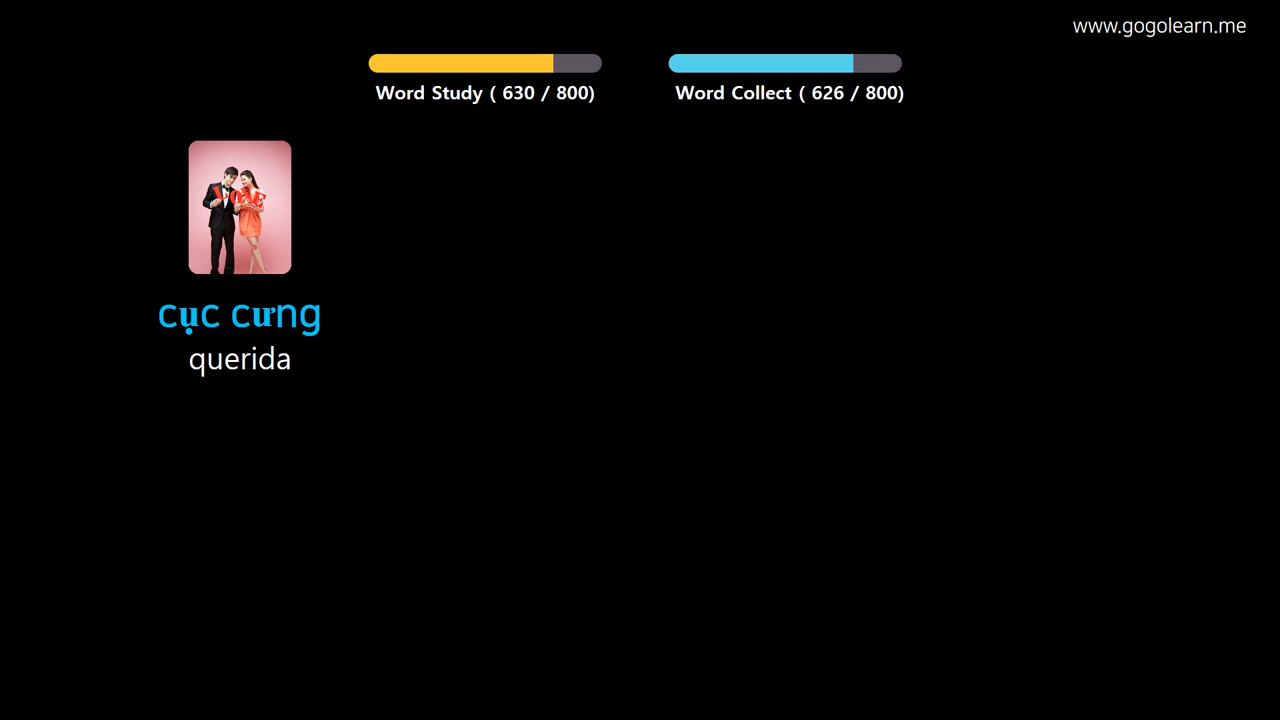 www.gogolearn.me
Word Study ( 630 / 800)
Word Collect ( 626 / 800)
cục cưng
querida